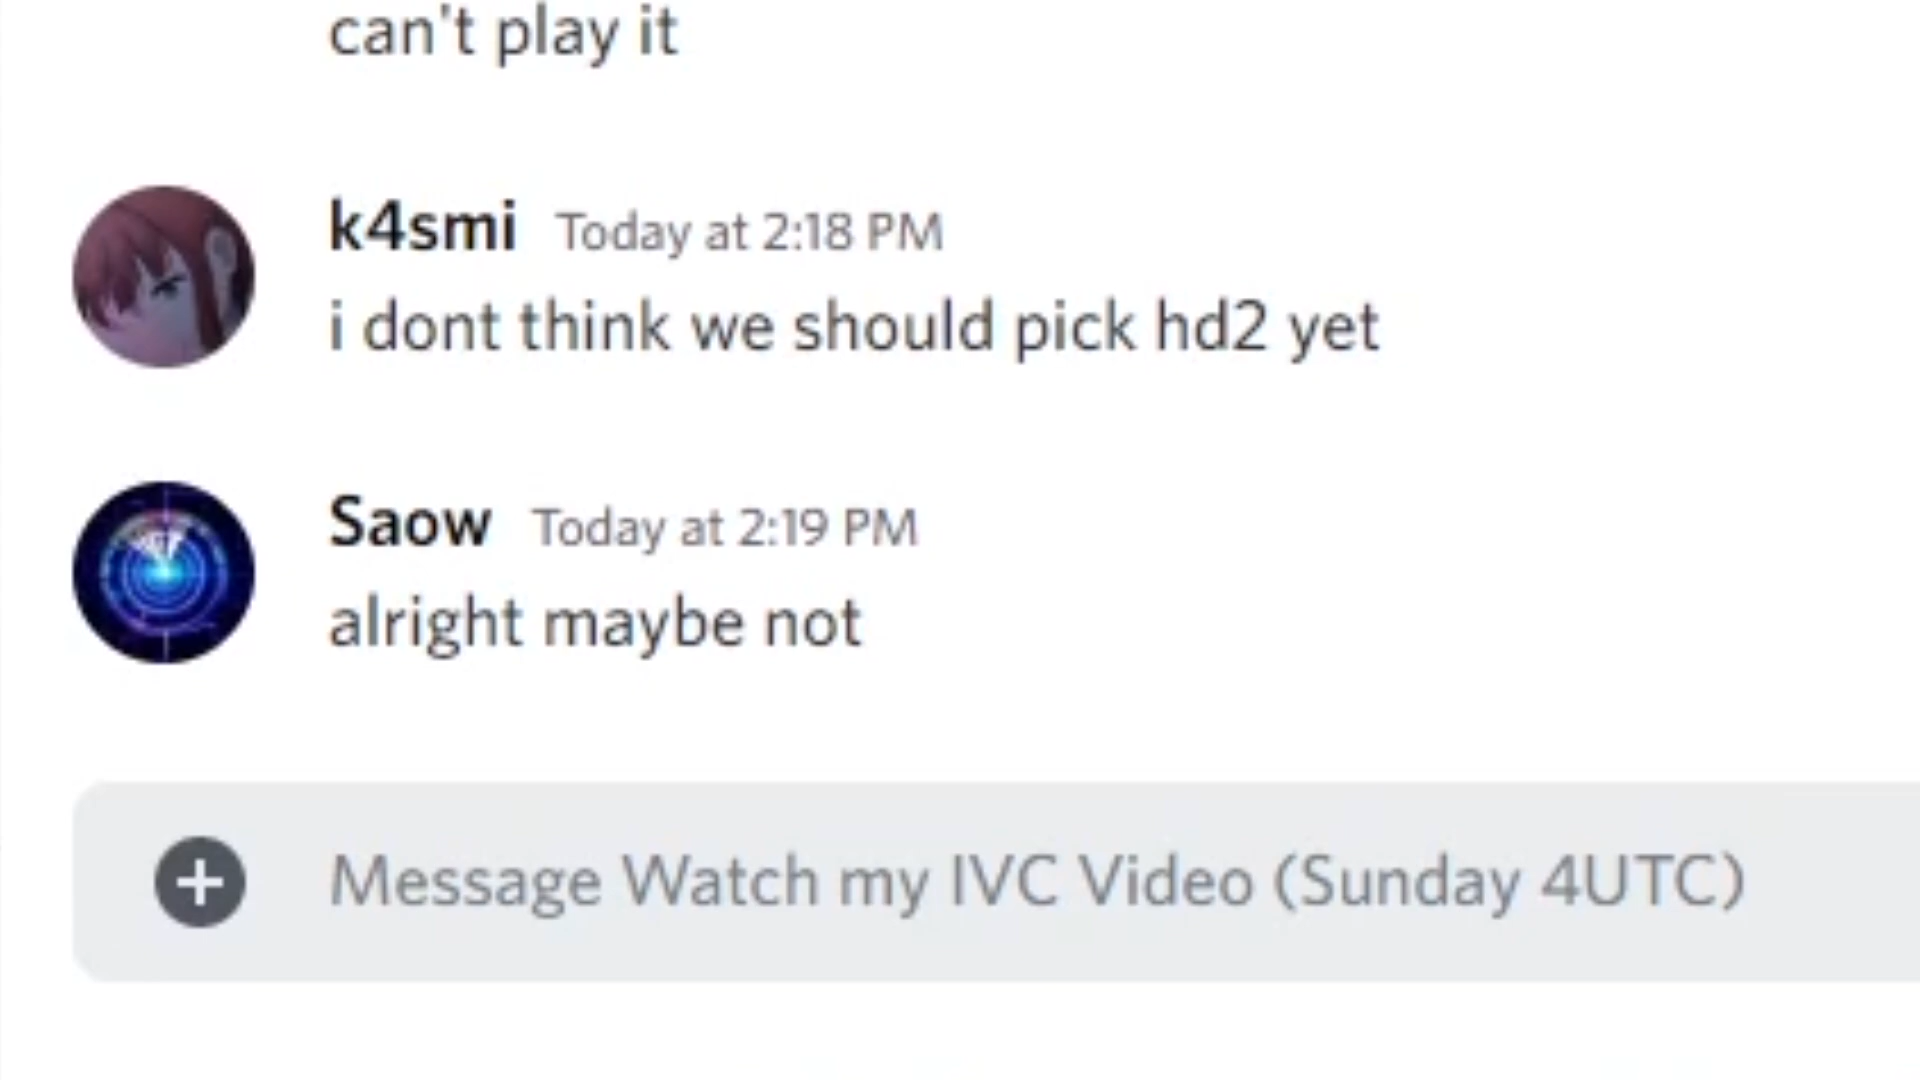 can't play it
k4smi Today at 2:18 PM
i dont think we should pick hd2 yet
Saow Today at 2:19 PM
alright maybe not
Message Watch my IVC Video (Sunday 4UTC)